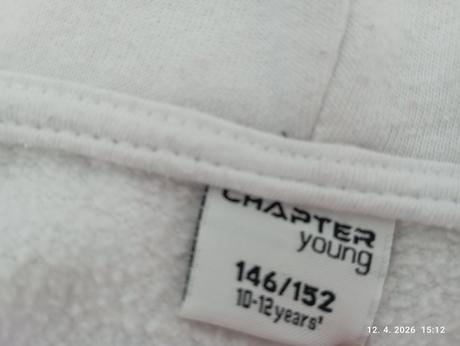 CHAPTER
young
146/152
10-12 years'
12. 4. 2026 15:12